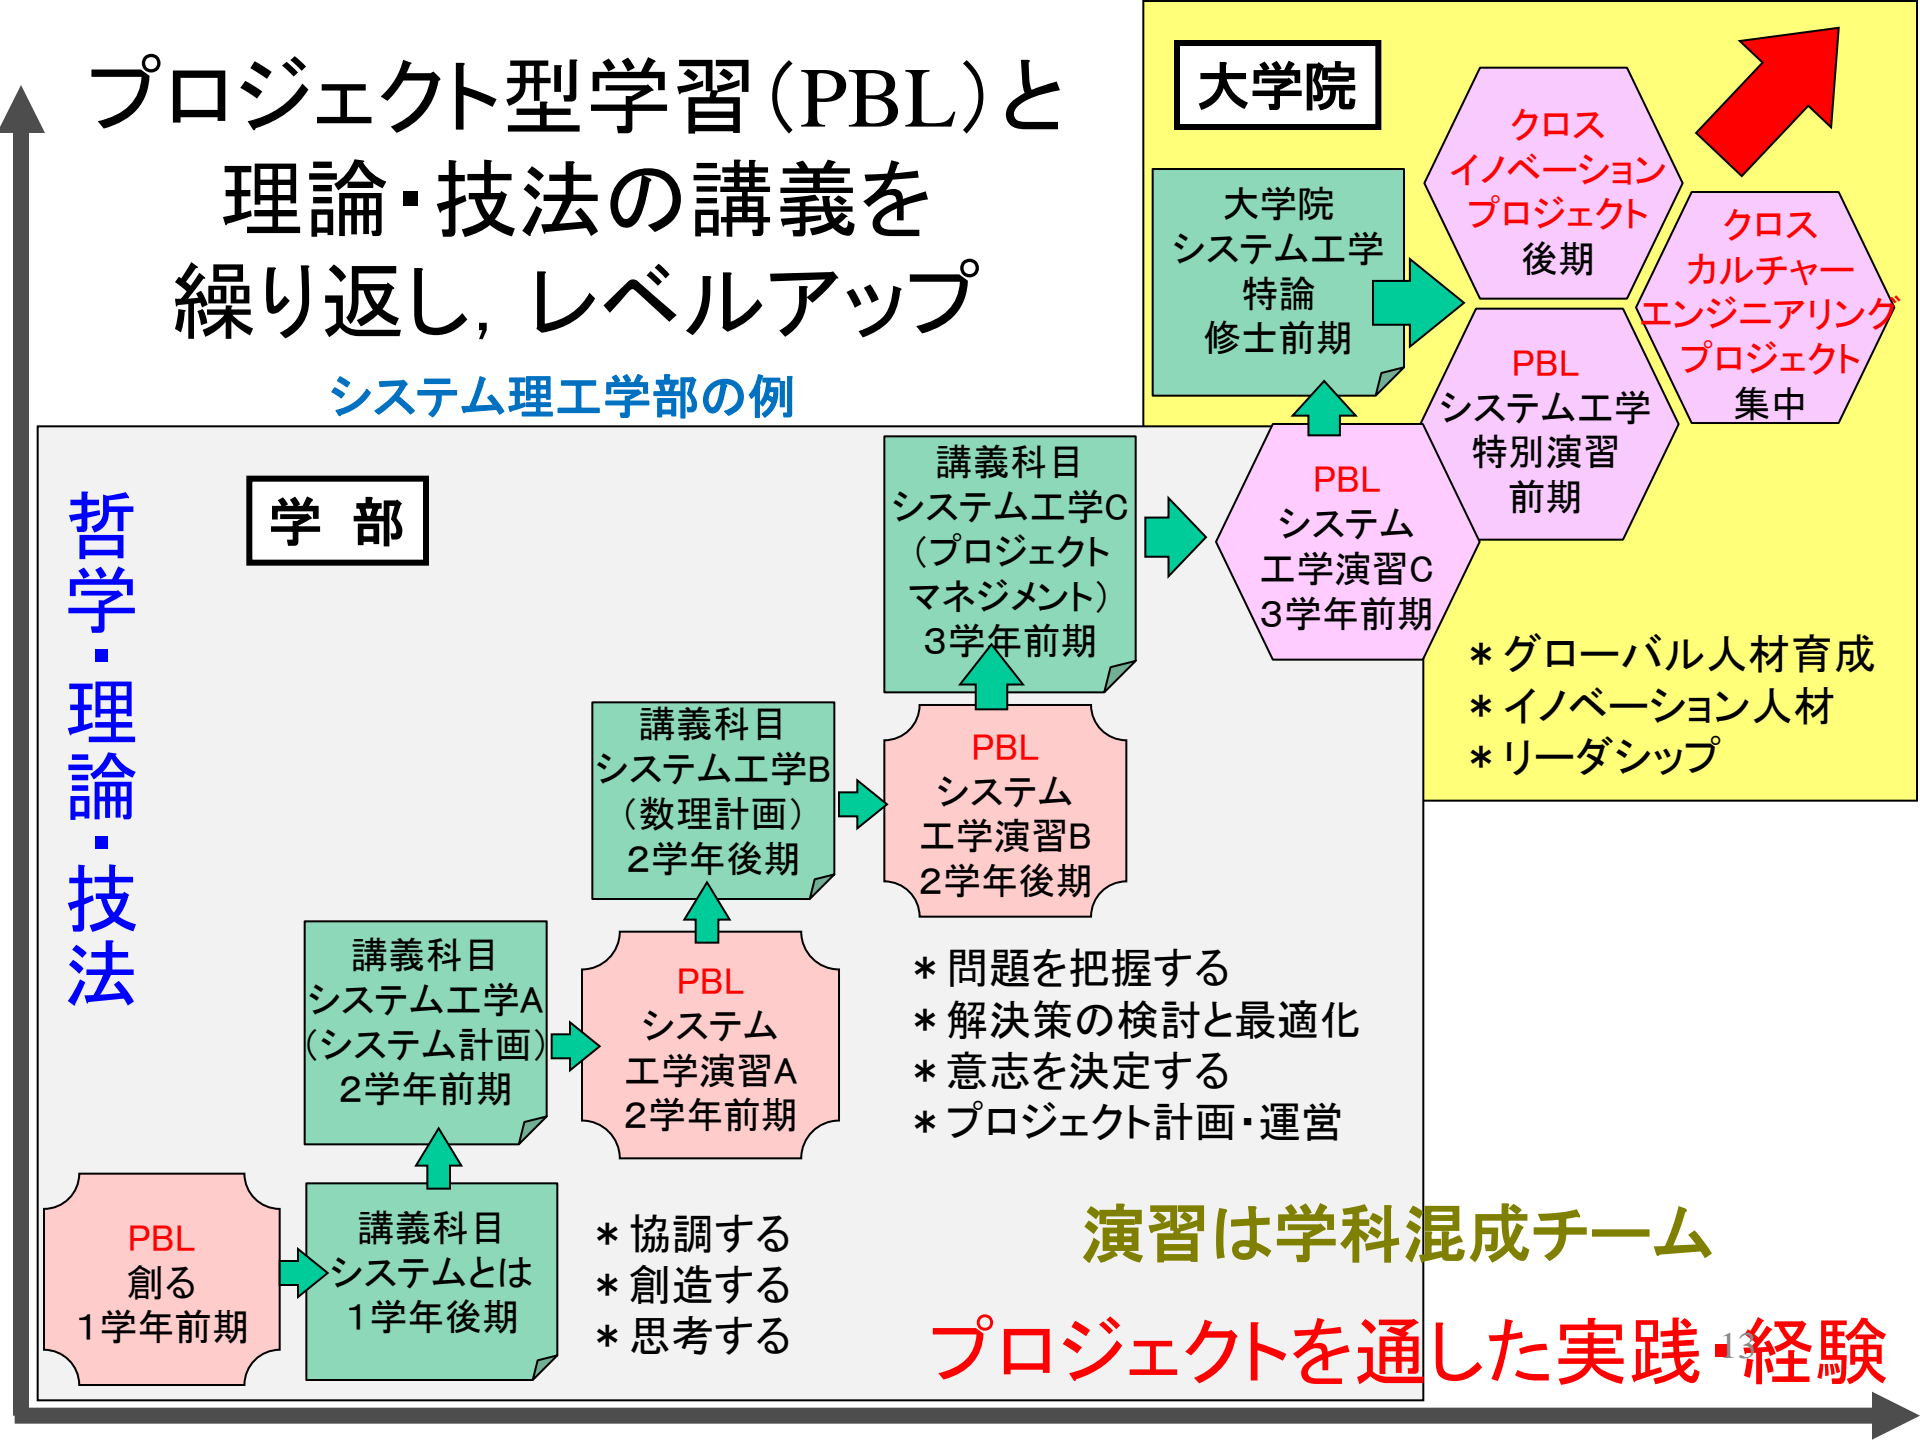 プロジェクト型学習（PBL）と
理論・技法の講義を
繰り返し，レベルアップ
システム理工学部の例
大学院
クロス
イノベーション
プロジェクト
後期
大学院
システム工学
特論
修士前期
クロス
カルチャー
エンジニアリング
プロジェクト
集中
PBL
システム工学
特別演習
前期
学　部
哲学・理論・技法
講義科目
システム工学C
（プロジェクト
マネジメント）
３学年前期
PBL
システム
工学演習C
３学年前期
＊グローバル人材育成
＊イノベーション人材
＊リーダシップ
講義科目
システム工学B
（数理計画）
２学年後期
PBL
システム
工学演習B
２学年後期
講義科目
システム工学A
（システム計画）
２学年前期
PBL
システム
工学演習A
２学年前期
＊問題を把握する
＊解決策の検討と最適化
＊意志を決定する
＊プロジェクト計画・運営
PBL
創る
１学年前期
講義科目
システムとは
１学年後期
＊協調する
＊創造する
＊思考する
演習は学科混成チーム
プロジェクトを通した実践・経験
13